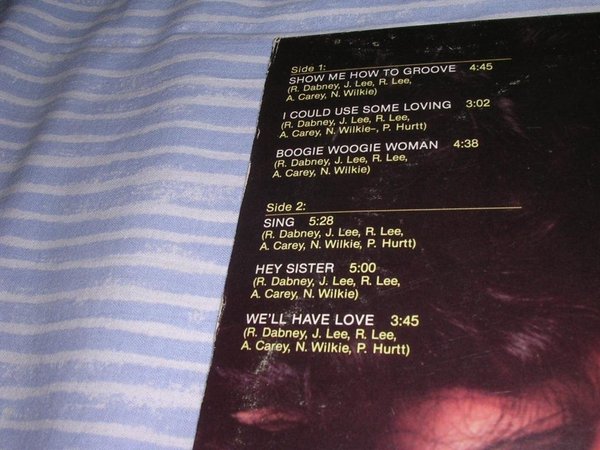 Side 1:
SHOW ME HOW TO GROOVE 4:45
(R. Dabney, J. Lee, R. Lee,
A. Carey, N. Wilkie)
I COULD USE SOME LOVING 3:02
(R. Dabney, J. Lee, R. Lee,
A. Carey, N. Wilkie–, P. Hurtt)
BOOGIE WOOGIE WOMAN 4:38
(R. Dabney, J. Lee, R. Lee,
A. Carey, N. Wilkie)
Side 2:
SING 5:28
(R. Dabney, J. Lee, R. Lee,
A. Carey, N. Wilkie, P. Hurtt)
HEY SISTER 5:00
(R. Dabney, J. Lee, R. Lee,
A. Carey, N. Wilkie)
WE'LL HAVE LOVE 3:45
(R. Dabney, J. Lee, R. Lee,
A. Carey, N. Wilkie, P. Hurtt)